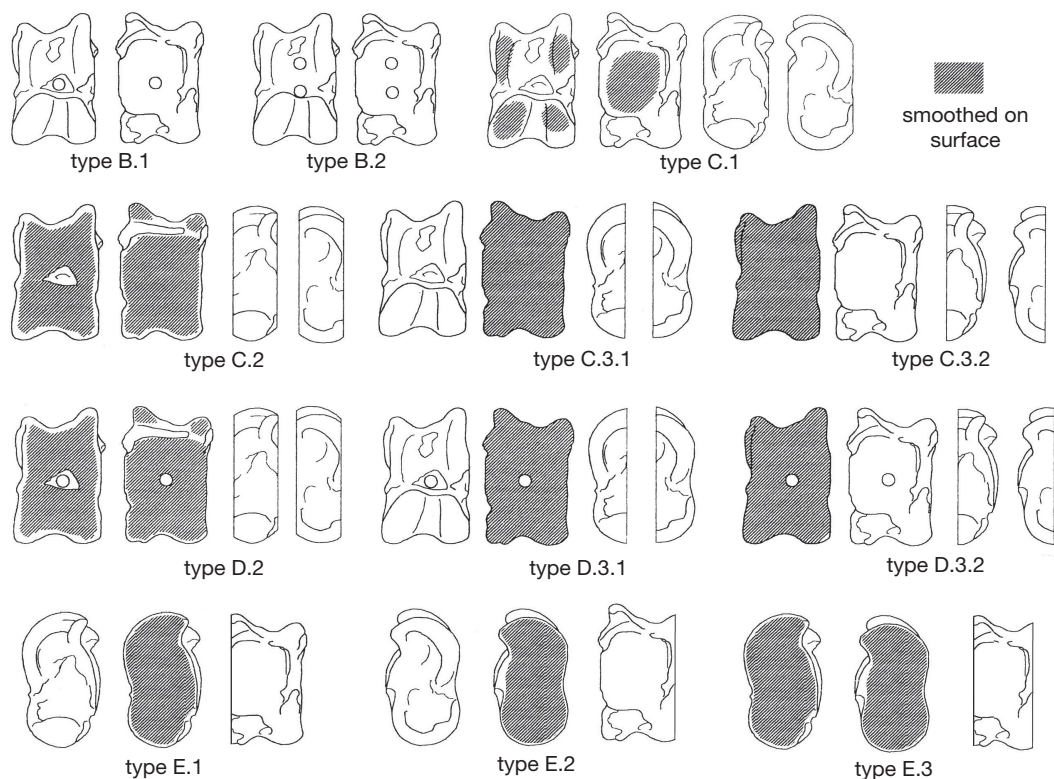 type B.1
type B.2
type C.1
smoothed on
surface
type C.2
type C.3.1
type C.3.2
type D.2
type D.3.1
type D.3.2
type E.1
type E.2
type E.3